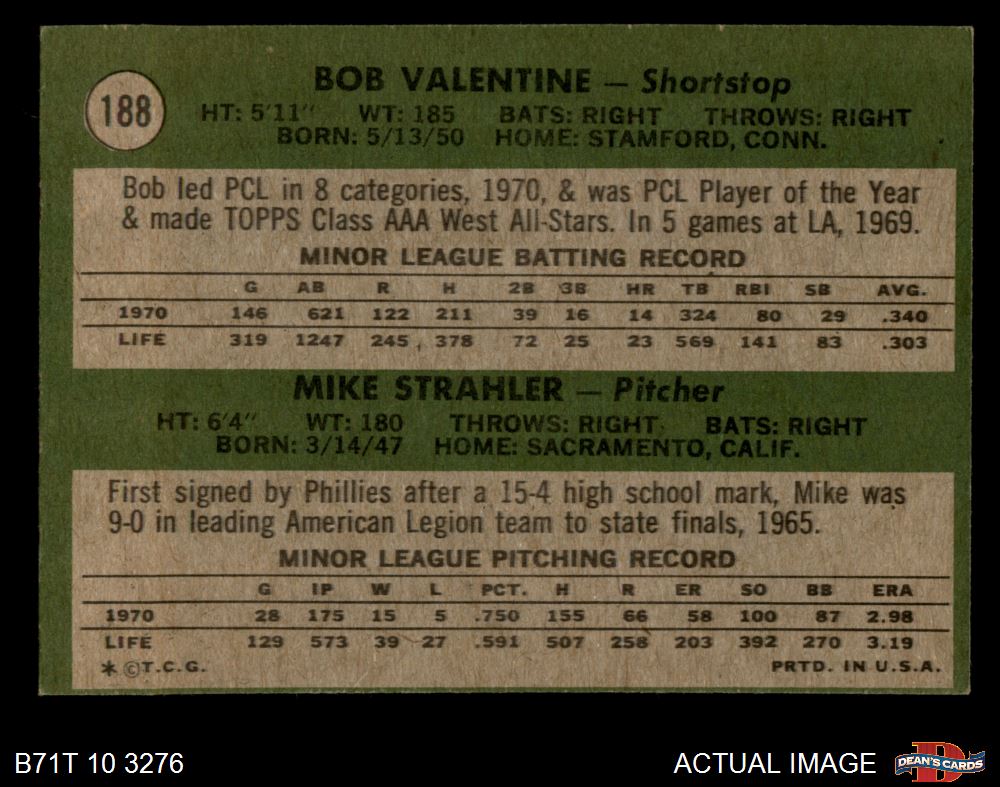 188
BOB VALENTINE — Shortstop
HT: 5'11" WT: 185 BATS: RIGHT THROWS: RIGHT
BORN: 5/13/50 HOME: STAMFORD, CONN.
Bob led PCL in 8 categories, 1970, & was PCL Player of the Year
& made TOPPS Class AAA West All-Stars. In 5 games at LA, 1969.
MINOR LEAGUE BATTING RECORD
G AB R H 2B 3B HR TB RBI SB AVG.
1970 146 621 122 211 39 16 14 324 80 29 .340
LIFE 319 1247 245 378 72 25 23 569 141 83 .303
MIKE STRAHLER — Pitcher
HT: 6'4" WT: 180 THROWS: RIGHT BATS: RIGHT
BORN: 3/14/47 HOME: SACRAMENTO, CALIF.
First signed by Phillies after a 15-4 high school mark, Mike was
9-0 in leading American Legion team to state finals, 1965.
MINOR LEAGUE PITCHING RECORD
G IP W L PCT. H R ER SO BB ERA
1970 28 175 15 5 .750 155 66 58 100 87 2.98
LIFE 129 573 39 27 .591 507 258 203 392 270 3.19
* ©T.C.G. PRTD. IN U.S.A.
B71T 10 3276 ACTUAL IMAGE DEAN'S CARDS